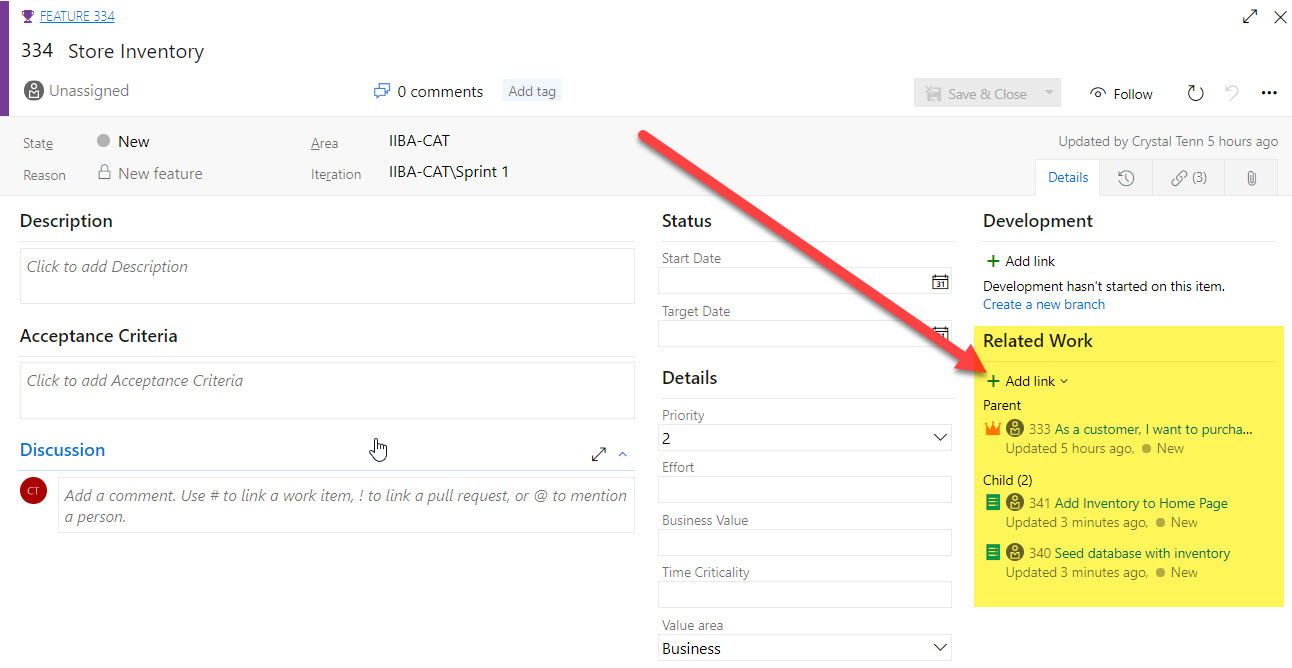 FEATURE 334
334 Store Inventory
Unassigned
0 comments
Add tag
Save & Close
Follow
State
New
Area
IIBA-CAT
Updated by Crystal Tenn 5 hours ago
Reason
New feature
Iteration
IIBA-CAT\Sprint 1
Details
(3)
Description
Click to add Description
Acceptance Criteria
Click to add Acceptance Criteria
Discussion
CT
Add a comment. Use # to link a work item, ! to link a pull request, or @ to mention
a person.
Status
Start Date
31
Target Date
Details
Priority
2
Effort
Business Value
Time Criticality
Value area
Business
Development
Add link
Development hasn't started on this item.
Create a new branch
Related Work
Add link
Parent
333 As a customer, I want to purcha...
Updated 5 hours ago, New
Child (2)
341 Add Inventory to Home Page
Updated 3 minutes ago, New
340 Seed database with inventory
Updated 3 minutes ago, New